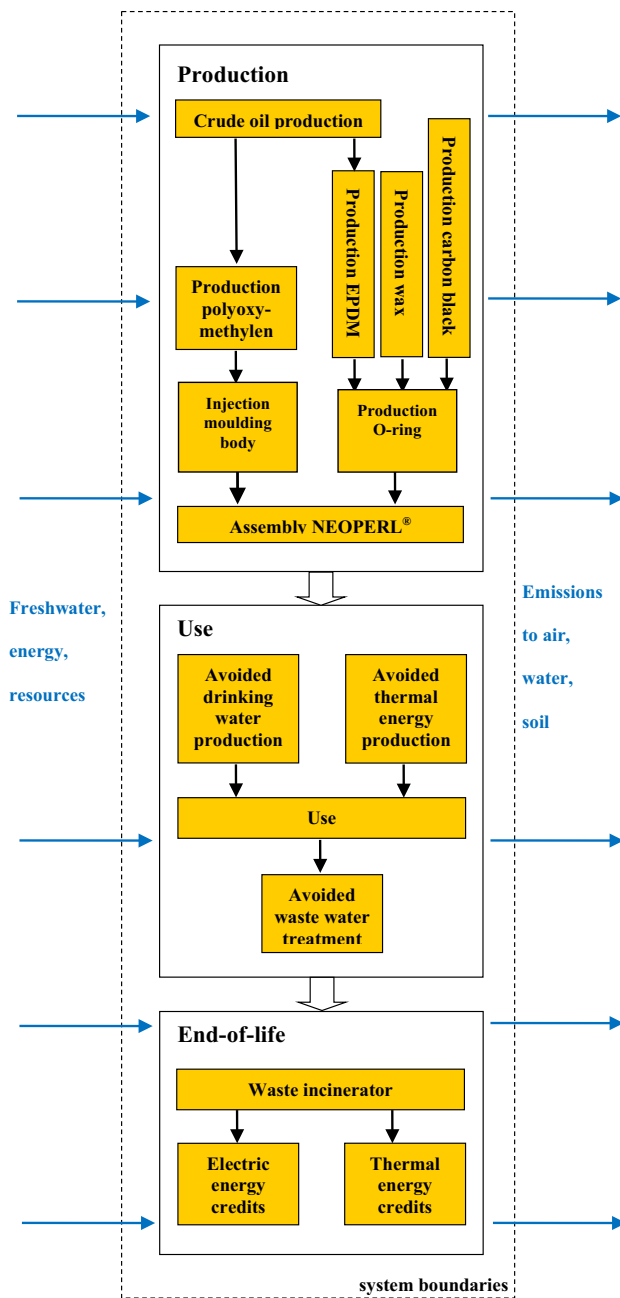 Production
Crude oil production
Production EPDM
Production wax
Production carbon black
Production
polyoxy-
methylen
Injection
moulding
body
Production
O-ring
Assembly NEOPERL®
Freshwater,
energy,
resources
Emissions
to air,
water,
soil
Use
Avoided
drinking
water
production
Avoided
thermal
energy
production
Use
Avoided
waste water
treatment
End-of-life
Waste incinerator
Electric
energy
credits
Thermal
energy
credits
system boundaries